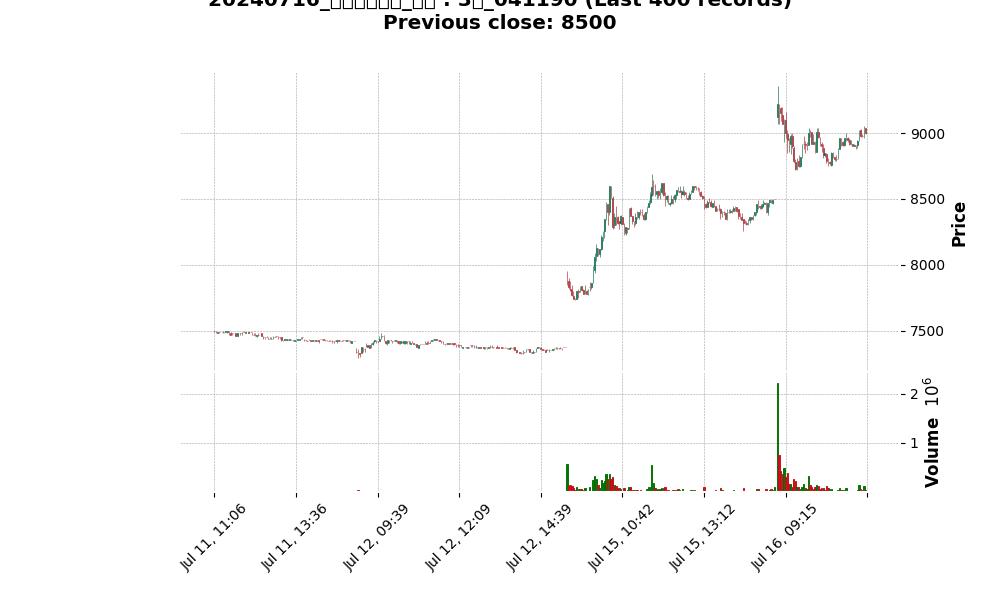 Previous close: 8500
9000
8500
8000
7500
Price
2
1
Volume 10^6
Jul 11, 11:06
Jul 11, 13:36
Jul 12, 09:39
Jul 12, 12:09
Jul 12, 14:39
Jul 15, 10:42
Jul 15, 13:12
Jul 16, 09:15